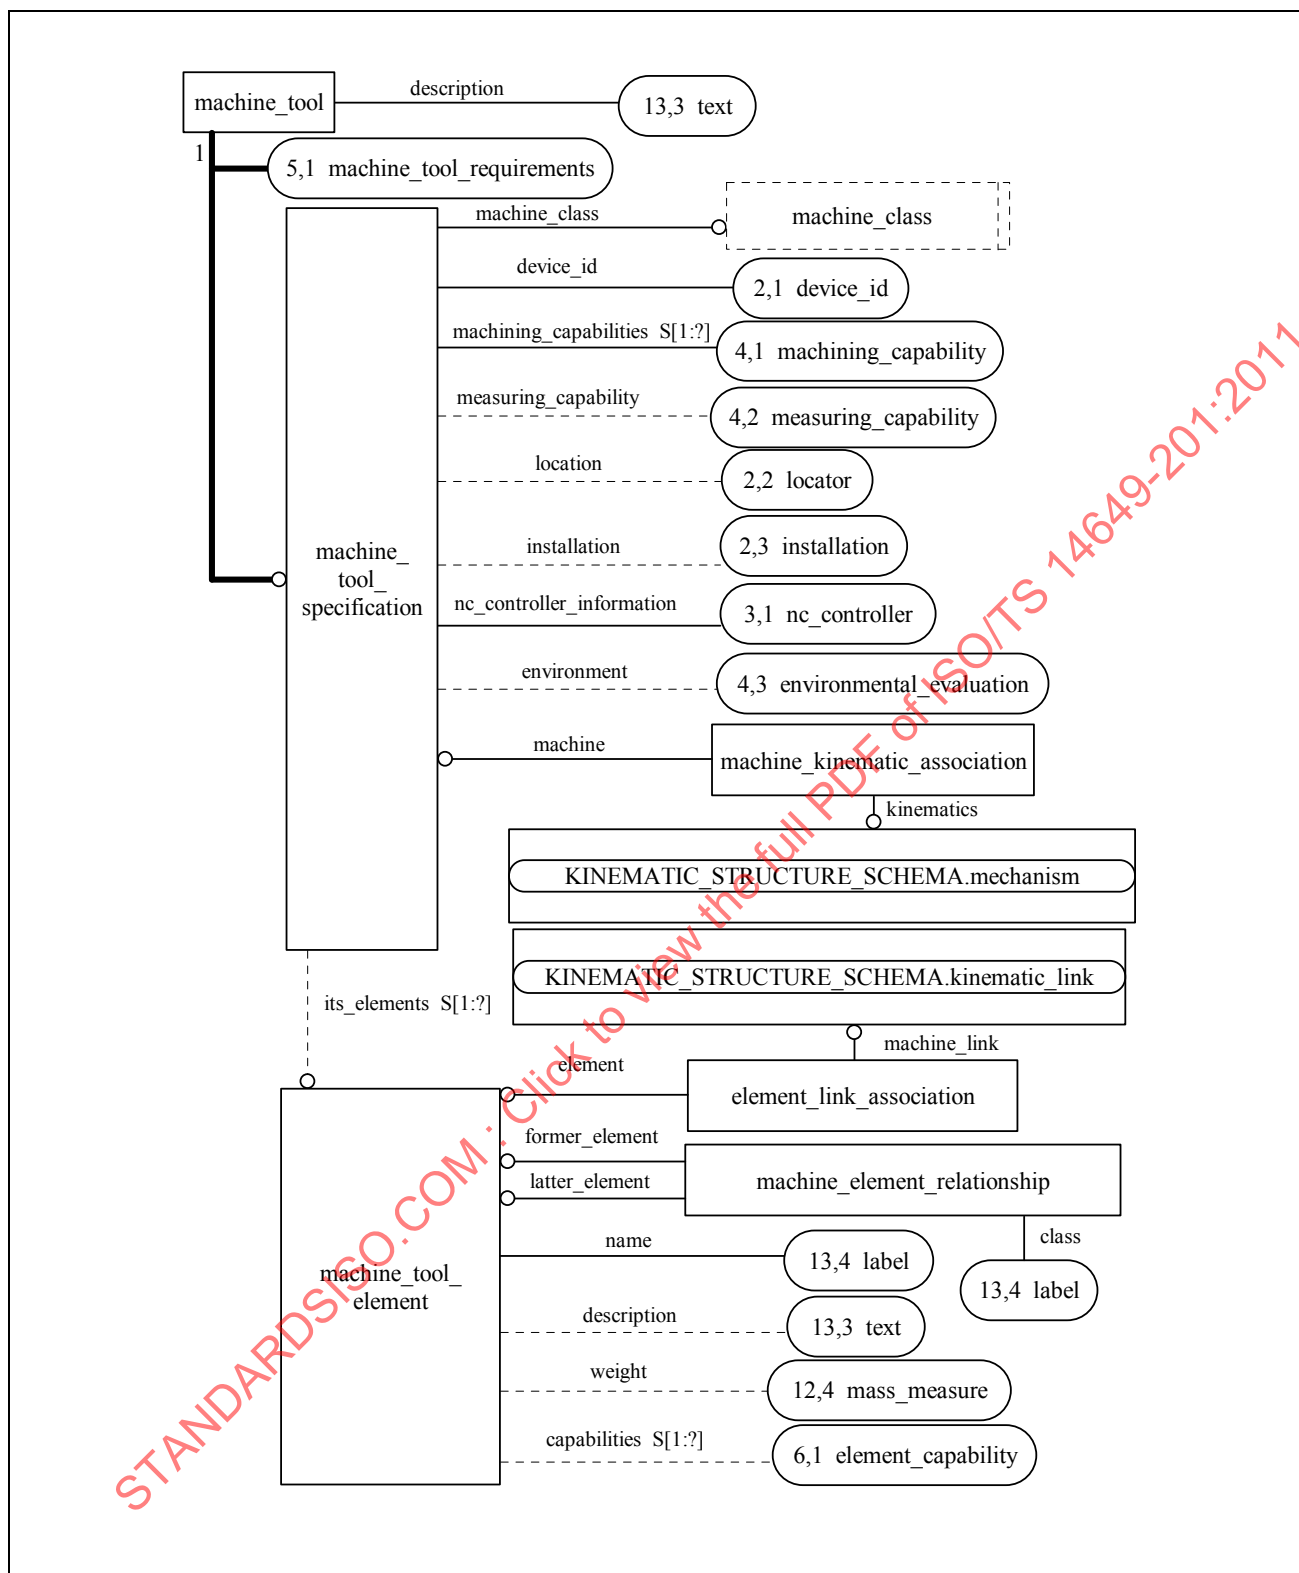 machine_tool
description
13,3 text
1
5,1 machine_tool_requirements
machine_class
machine_class
device_id
2,1 device_id
machining_capabilities S[1:?]
4,1 machining_capability
measuring_capability
4,2 measuring_capability
location
2,2 locator
machine_
tool_
specification
installation
2,3 installation
nc_controller_information
3,1 nc_controller
environment
4,3 environmental_evaluation
machine
machine_kinematic_association
kinematics
KINEMATIC_STRUCTURE_SCHEMA.mechanism
KINEMATIC_STRUCTURE_SCHEMA.kinematic_link
its_elements S[1:?]
machine_link
element
element_link_association
former_element
latter_element
machine_element_relationship
class
13,4 label
machine_tool_
element
name
13,4 label
description
13,3 text
weight
12,4 mass_measure
capabilities S[1:?]
6,1 element_capability
STANDARDSISO.COM : Click to view the full PDF of ISO/TS 14649-201:2011